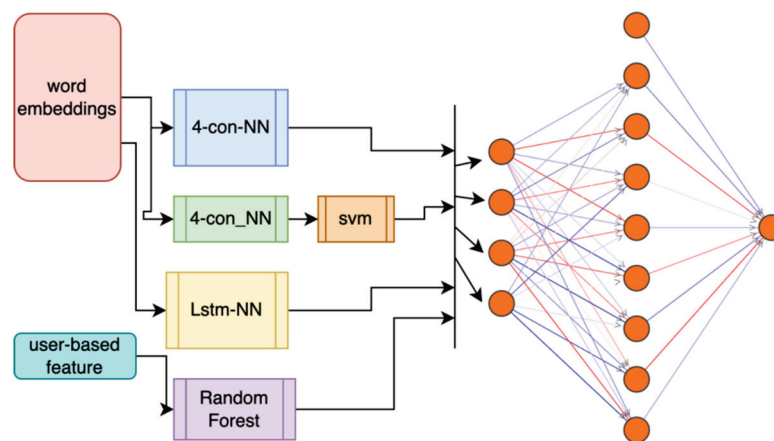 word
embeddings
4-con-NN
4-con_NN
svm
Lstm-NN
user-based
feature
Random
Forest